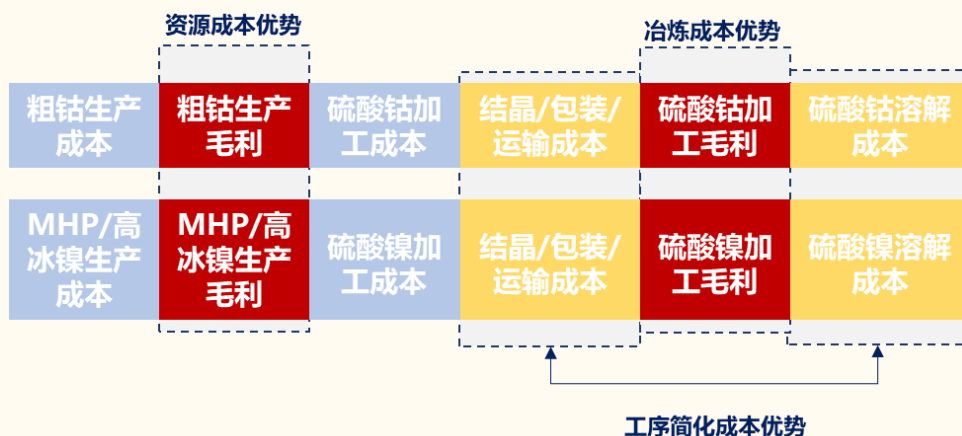 资源成本优势
冶炼成本优势
粗钴生产
成本
粗钴生产
毛利
硫酸钴加
工成本
结晶/包装/
运输成本
硫酸钴加
工毛利
硫酸钴溶解
成本
MHP/高
冰镍生产
成本
MHP/高
冰镍生产
毛利
硫酸镍加
工成本
结晶/包装/
运输成本
硫酸镍加
工毛利
硫酸镍溶解
成本
工序简化成本优势